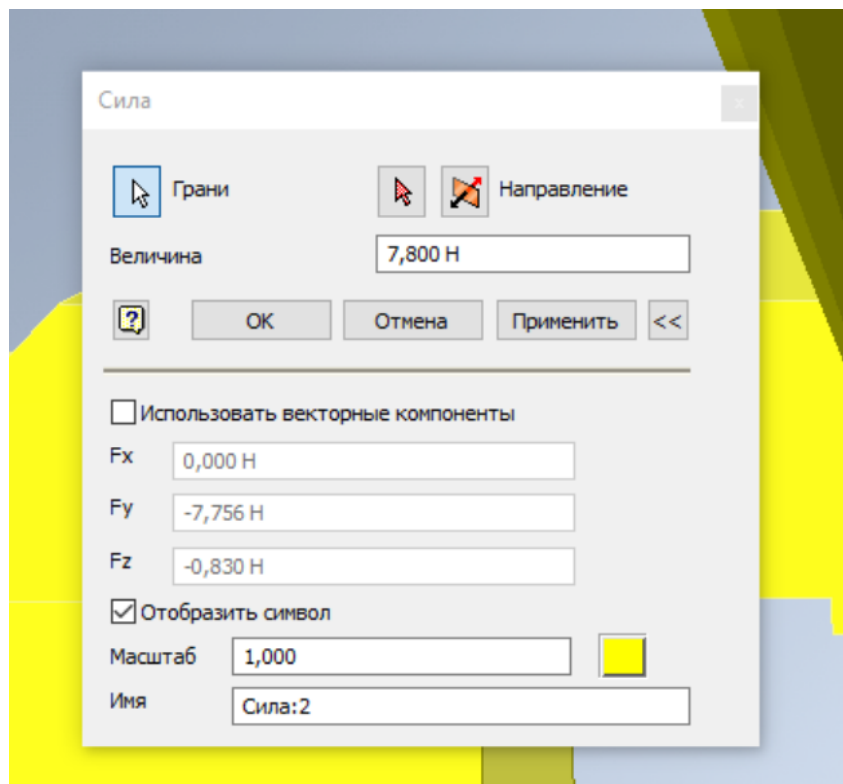 Сила
x
Грани
Направление
Величина
7,800 Н
?
ОК
Отмена
Применить
<<
Использовать векторные компоненты
Fx
0,000 Н
Fy
-7,756 Н
Fz
-0,830 Н
Отобразить символ
Масштаб
1,000
Имя
Сила:2